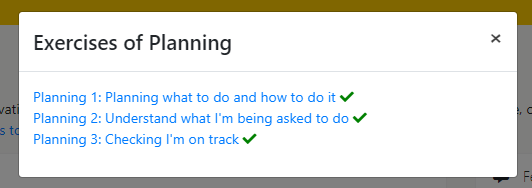 Exercises of Planning
×
Planning 1: Planning what to do and how to do it
Planning 2: Understand what I'm being asked to do
Planning 3: Checking I'm on track